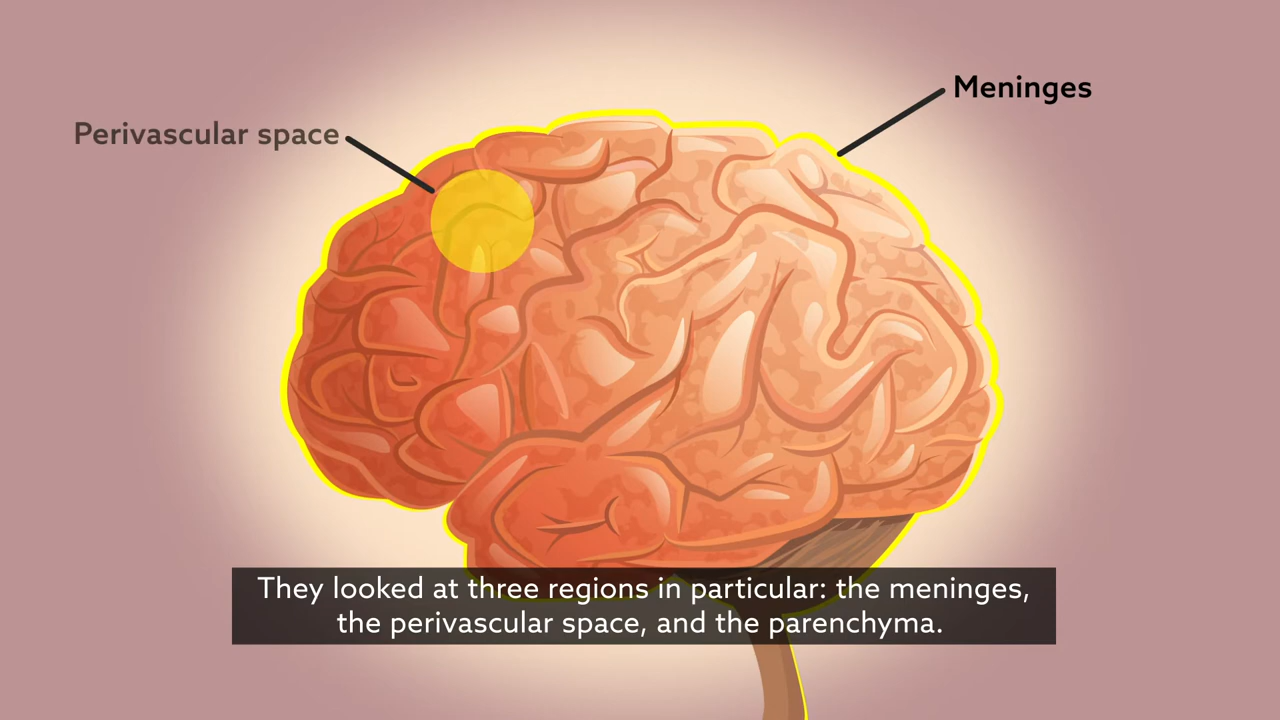 Meninges
Perivascular space
They looked at three regions in particular: the meninges,
the perivascular space, and the parenchyma.